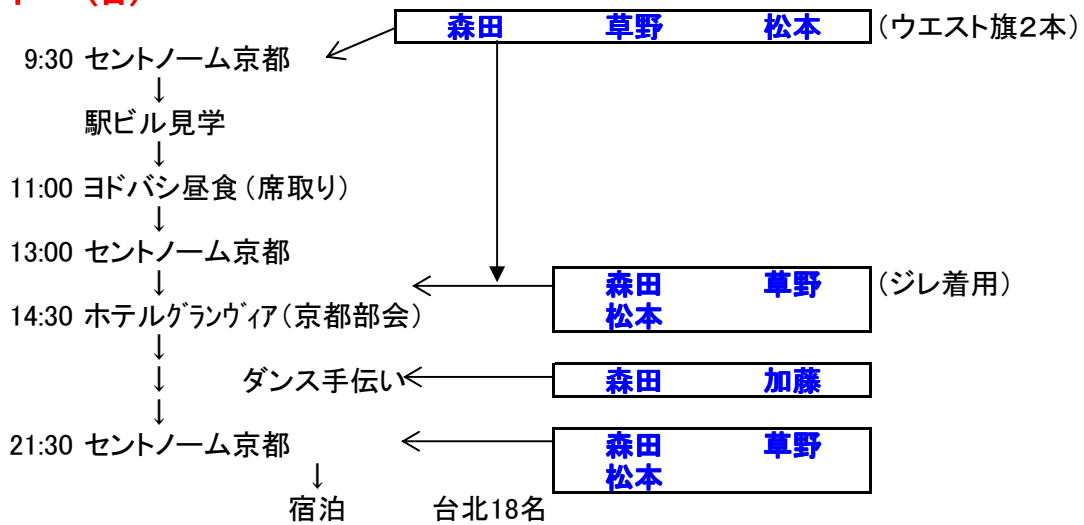 森田 草野 松本 (ウエスト旗2本)
9:30 セントノーム京都
↓
駅ビル見学
↓
11:00 ヨドバシ昼食(席取り)
↓
13:00 セントノーム京都
↓
森田 草野 (ジレ着用)
14:30 ホテルグランヴィア(京都部会)
松本
↓
↓ ダンス手伝い 森田 加藤
↓
21:30 セントノーム京都 森田 草野
↓ 松本
宿泊 台北18名